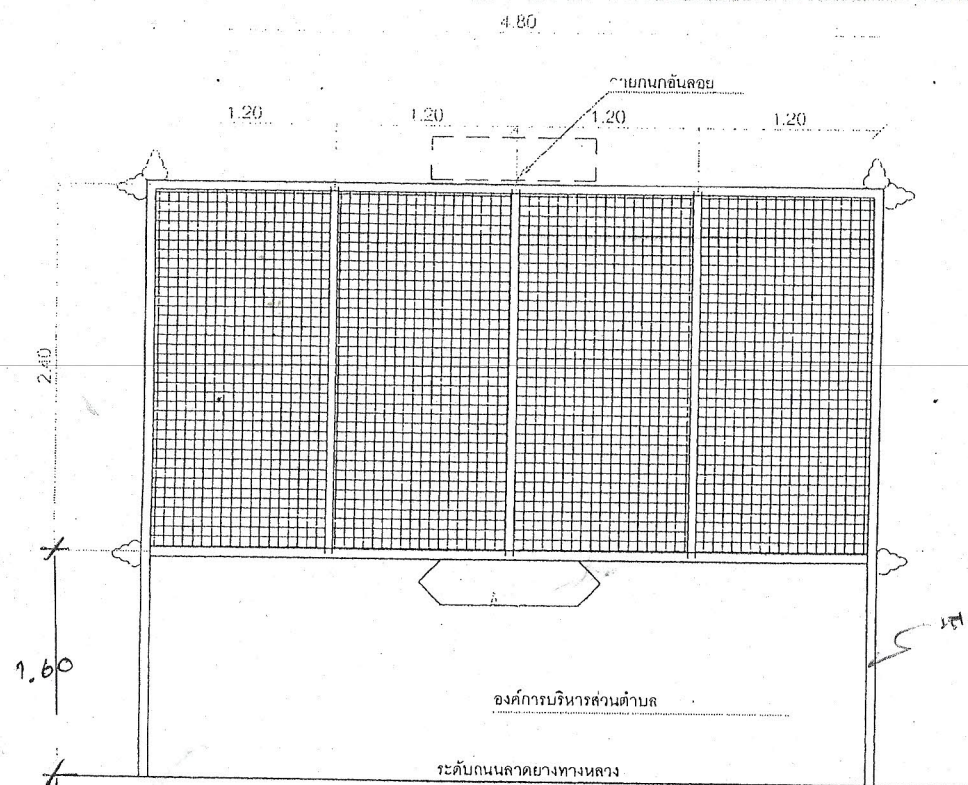 4.80
ลายกนกอันลอย
1.20 1.20 1.20 1.20
2.40
1.60
องค์การบริหารส่วนตำบล
ระดับถนนลาดยางทางหลวง